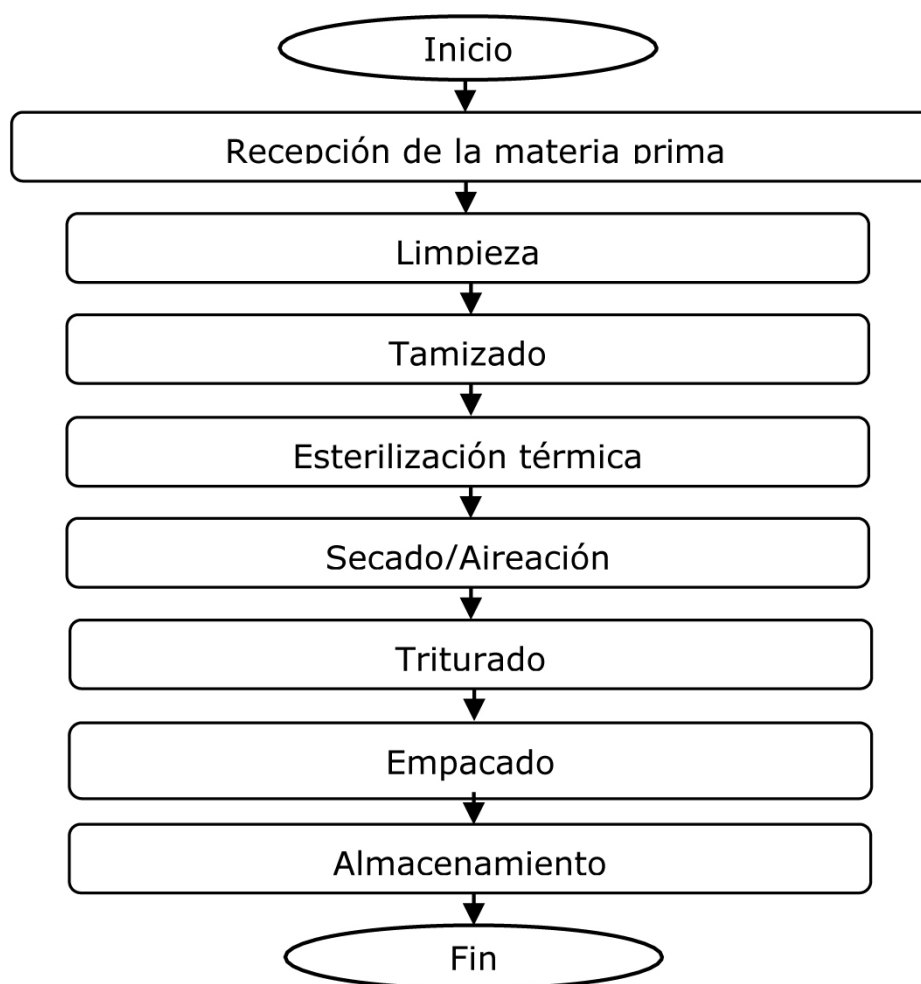 Inicio
Recepción de la materia prima
Limpieza
Tamizado
Esterilización térmica
Secado/Aireación
Triturado
Empacado
Almacenamiento
Fin